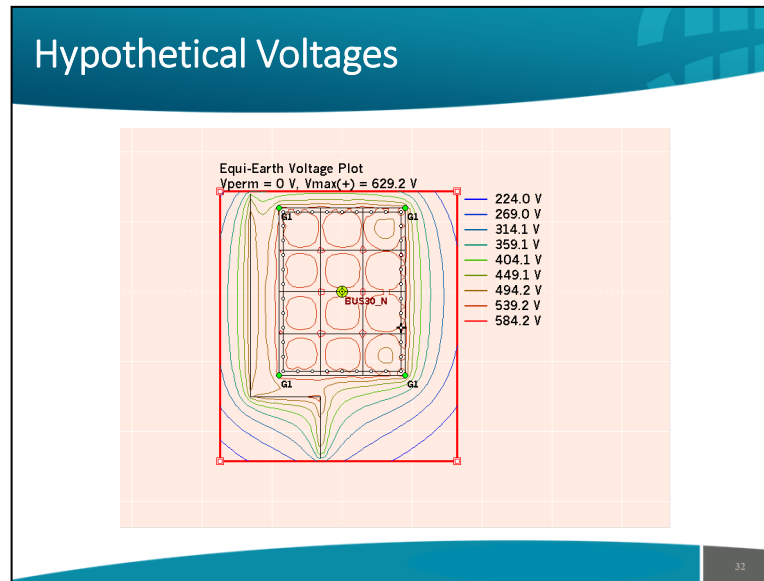 Hypothetical Voltages
Equi-Earth Voltage Plot
Vperm = 0 V, Vmax(+) = 629.2 V
224.0 V
269.0 V
314.1 V
359.1 V
404.1 V
449.1 V
494.2 V
539.2 V
584.2 V
G1
G1
BUS30_N
G1
G1
32